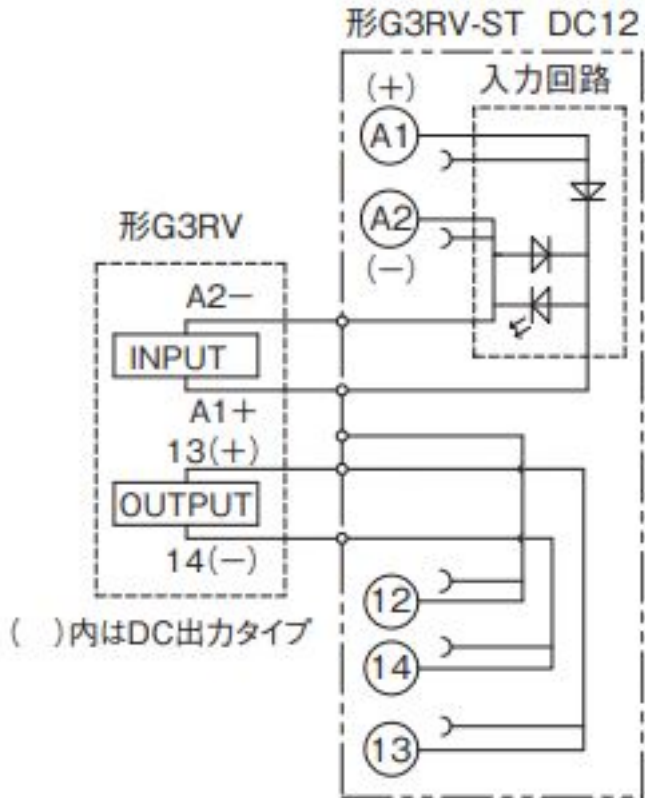 形G3RV-ST DC12
入力回路
(+)
A1
A2
(-)
形G3RV
A2-
INPUT
A1+
13(+)
OUTPUT
14(-)
( )内はDC出力タイプ
12
14
13